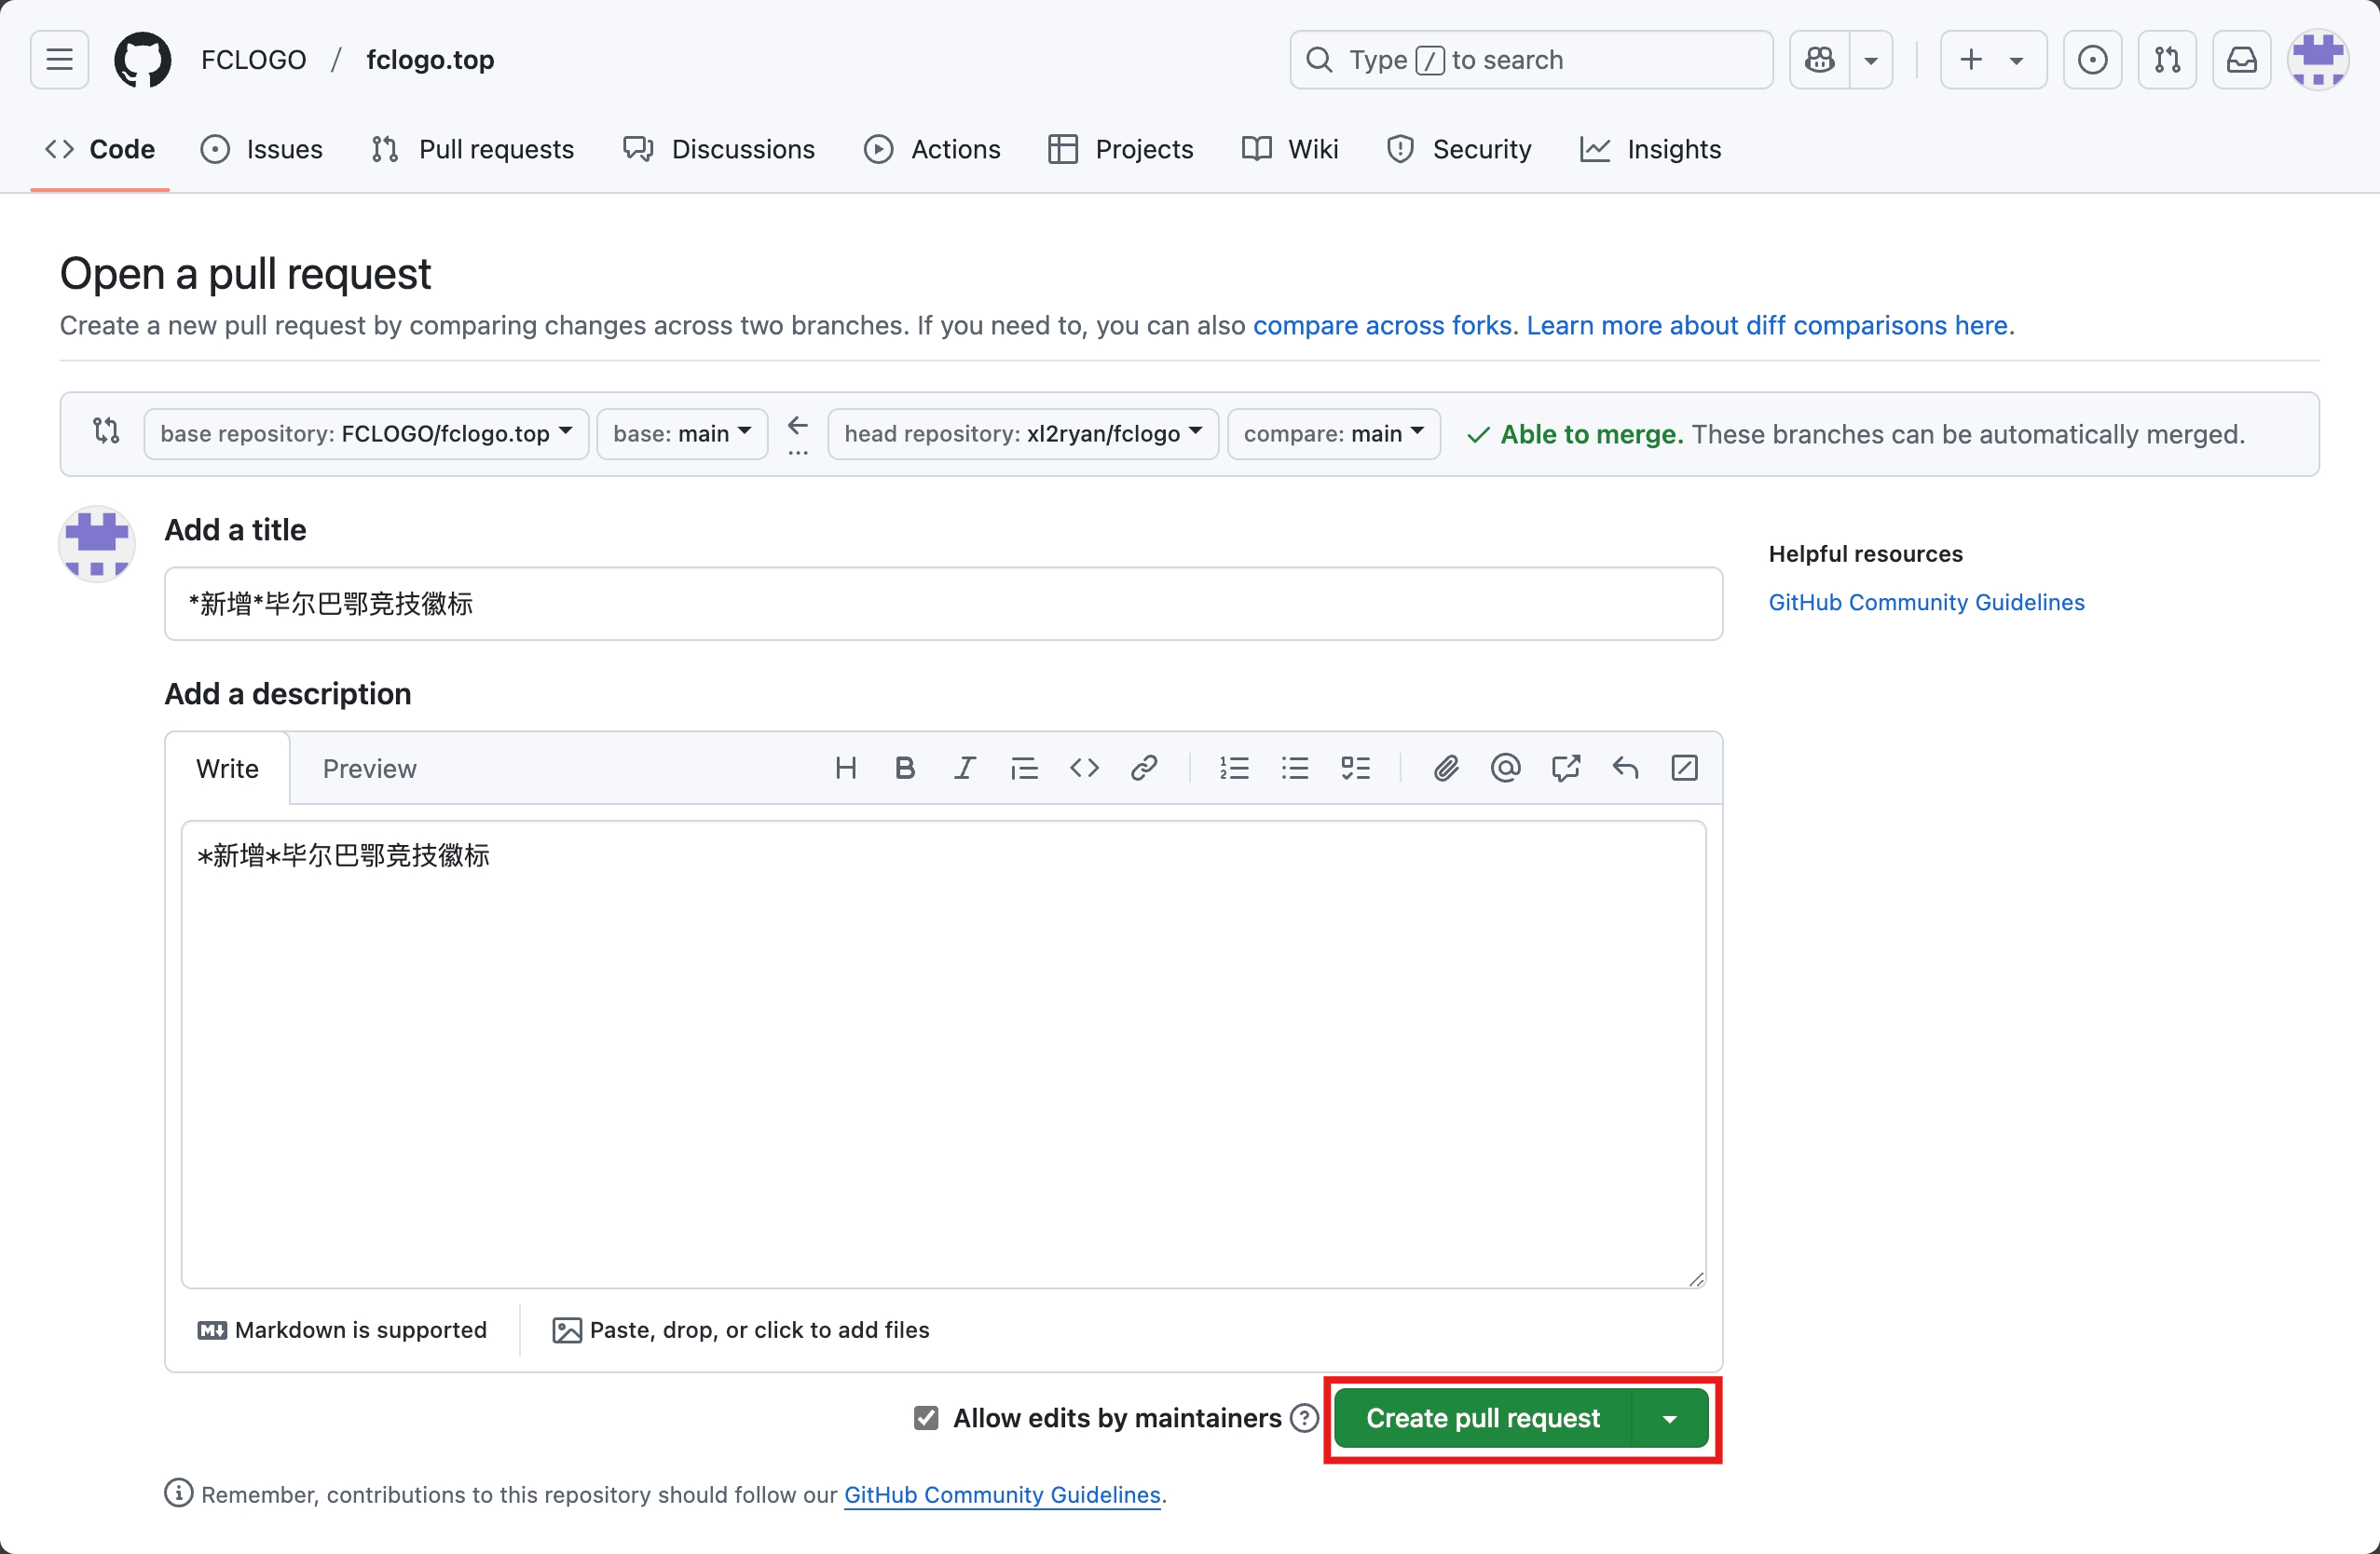 FCLOGO / fclogo.top
Type / to search
Code Issues Pull requests Discussions Actions Projects Wiki Security Insights
Open a pull request
Create a new pull request by comparing changes across two branches. If you need to, you can also compare across forks. Learn more about diff comparisons here.
base repository: FCLOGO/fclogo.top base: main ... head repository: xl2ryan/fclogo compare: main Able to merge. These branches can be automatically merged.
Add a title
*新增*毕尔巴鄂竞技徽标
Helpful resources
GitHub Community Guidelines
Add a description
Write Preview
*新增*毕尔巴鄂竞技徽标
Markdown is supported Paste, drop, or click to add files
Allow edits by maintainers Create pull request
Remember, contributions to this repository should follow our GitHub Community Guidelines.